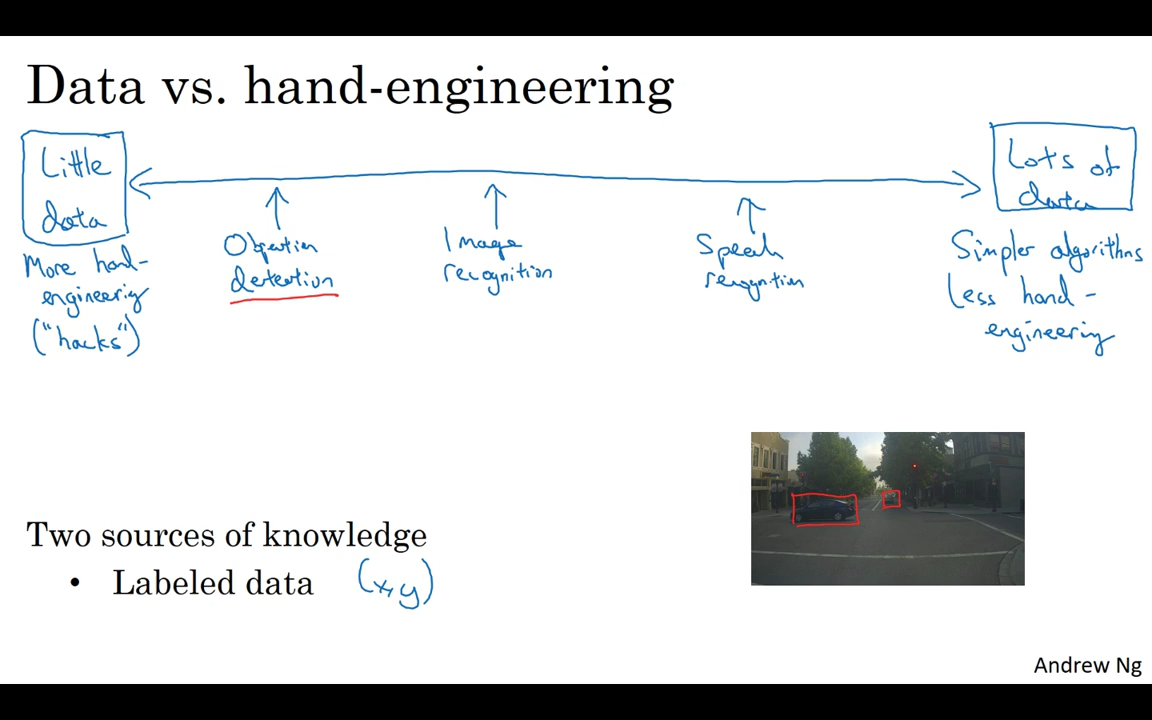 Data vs. hand-engineering
Little
data
Lots of
data
More hand-
engineering
("hacks")
Objection
detection
Image
recognition
Speech
recognition
Simpler algorithms
Less hand-
engineering
Two sources of knowledge
• Labeled data (x,y)
Andrew Ng